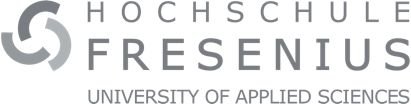 HOCHSCHULE
FRESENIUS
UNIVERSITY OF APPLIED SCIENCES